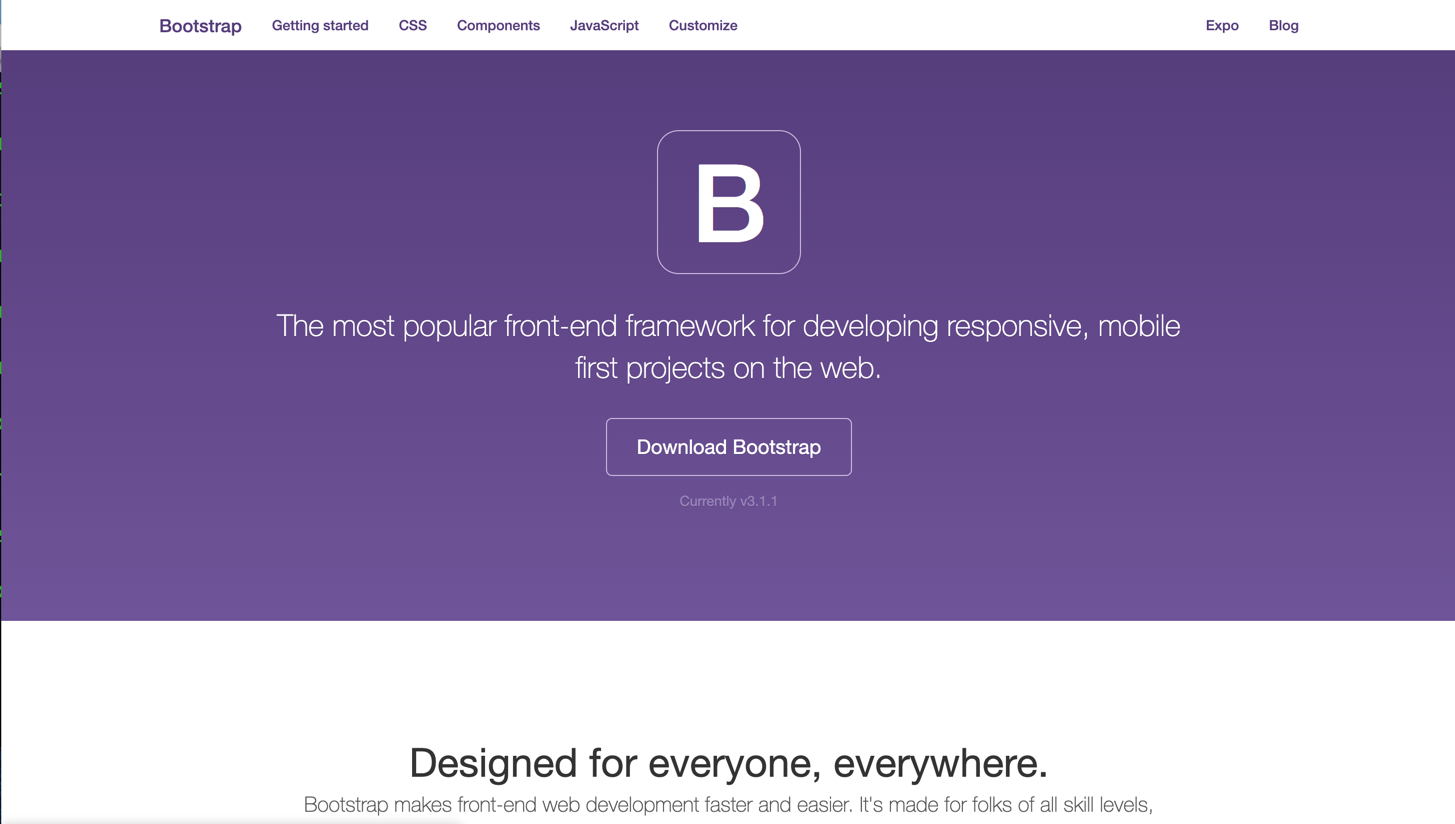 Bootstrap Getting started CSS Components JavaScript Customize Expo Blog
B
The most popular front-end framework for developing responsive, mobile
first projects on the web.
Download Bootstrap
Currently v3.1.1
Designed for everyone, everywhere.
Bootstrap makes front-end web development faster and easier. It's made for folks of all skill levels,